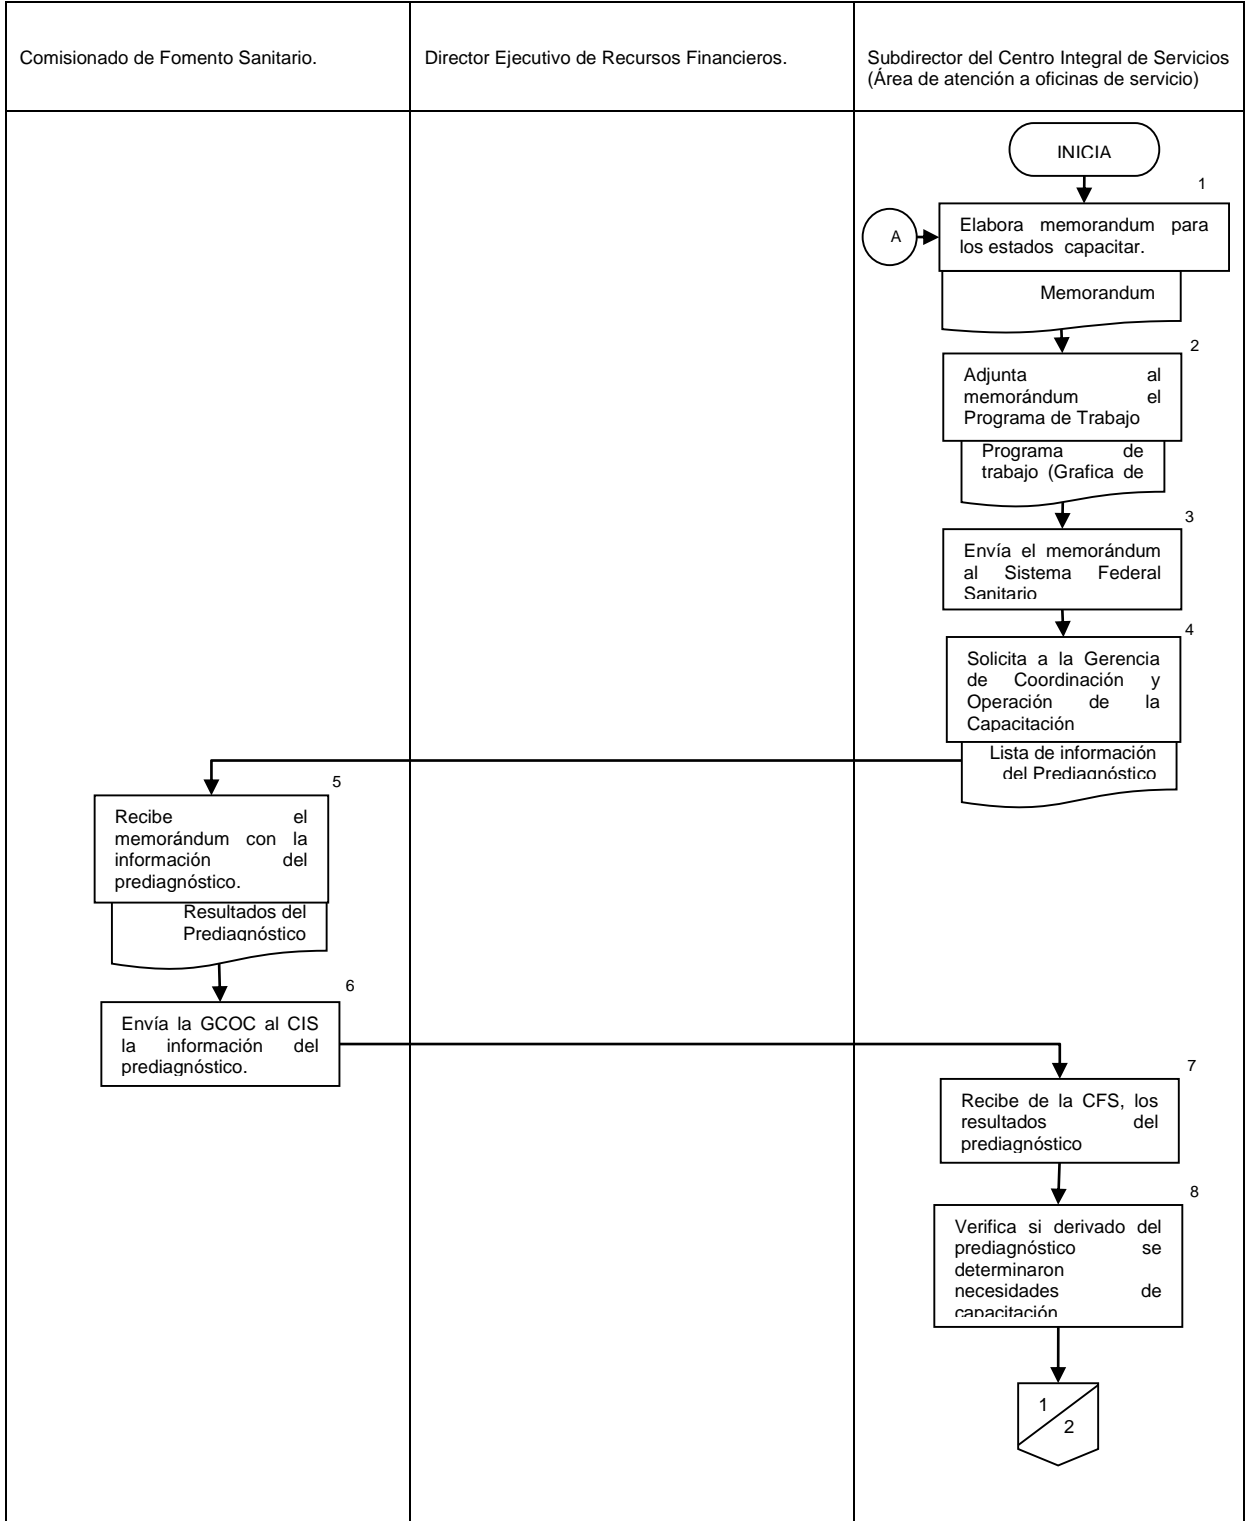 Comisionado de Fomento Sanitario.
Director Ejecutivo de Recursos Financieros.
Subdirector del Centro Integral de Servicios
(Área de atención a oficinas de servicio)
INICIA
1
A
Elabora memorandum para
los estados capacitar.
Memorandum
2
Adjunta al
memorándum el
Programa de Trabajo
Programa de
trabajo (Grafica de
3
Envía el memorándum
al Sistema Federal
Sanitario
4
Solicita a la Gerencia
de Coordinación y
Operación de la
Capacitación
Lista de información
del Prediagnóstico
5
Recibe el
memorándum con la
información del
prediagnóstico.
Resultados del
Prediagnóstico
6
Envía la GCOC al CIS
la información del
prediagnóstico.
7
Recibe de la CFS, los
resultados del
prediagnóstico
8
Verifica si derivado del
prediagnóstico se
determinaron
necesidades de
capacitación
1
2